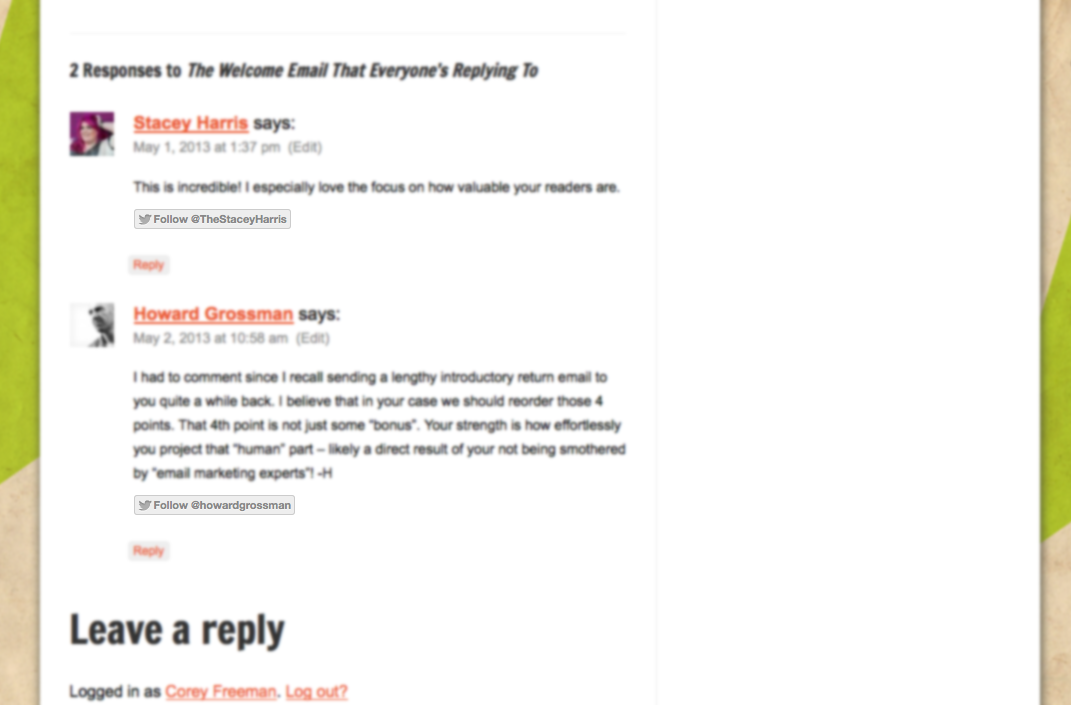 2 Responses to The Welcome Email That Everyone's Replying To
Stacey Harris says:
May 1, 2013 at 1:37 pm (Edit)
This is incredible! I especially love the focus on how valuable your readers are.
Follow @TheStaceyHarris
Reply
Howard Grossman says:
May 2, 2013 at 10:58 am (Edit)
I had to comment since I recall sending a lengthy introductory return email to
you quite a while back. I believe that in your case we should reorder those 4
points. That 4th point is not just some "bonus". Your strength is how effortlessly
you project that "human" part – likely a direct result of your not being smothered
by "email marketing experts"! -H
Follow @howardgrossman
Reply
Leave a reply
Logged in as Corey Freeman. Log out?